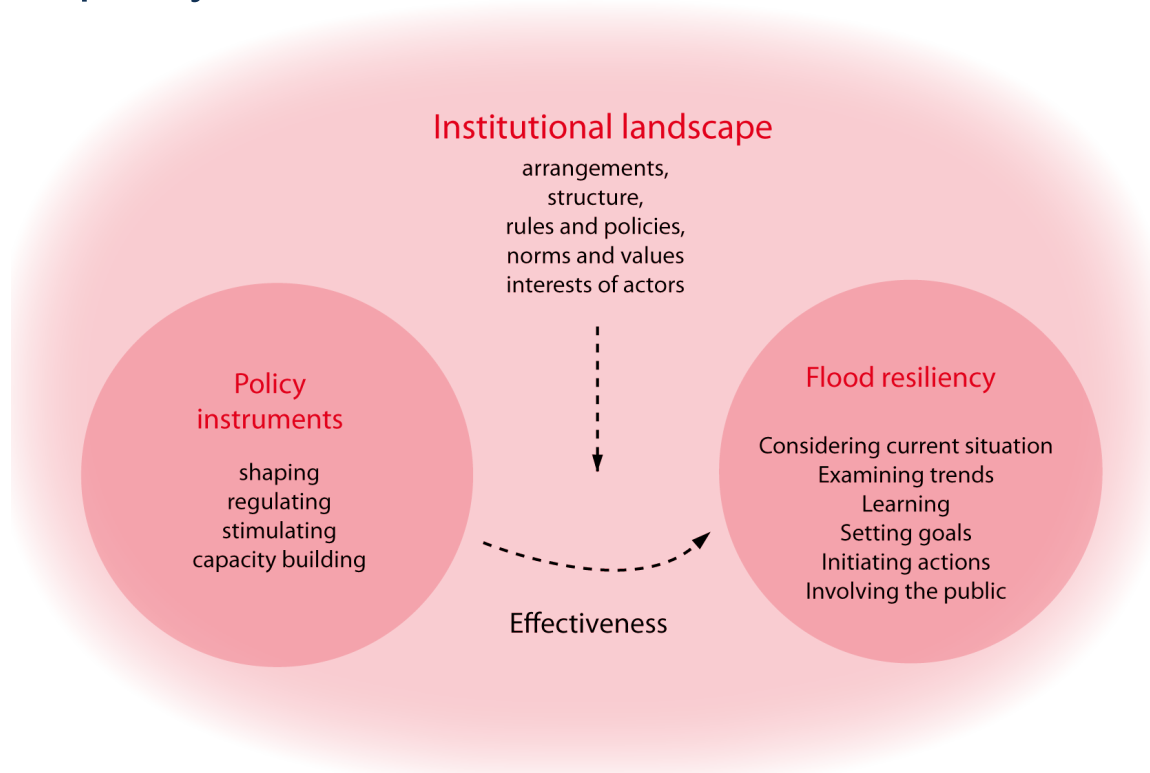 Institutional landscape
arrangements,
structure,
rules and policies,
norms and values
interests of actors
Policy
instruments
shaping
regulating
stimulating
capacity building
Flood resiliency
Considering current situation
Examining trends
Learning
Setting goals
Initiating actions
Involving the public
Effectiveness